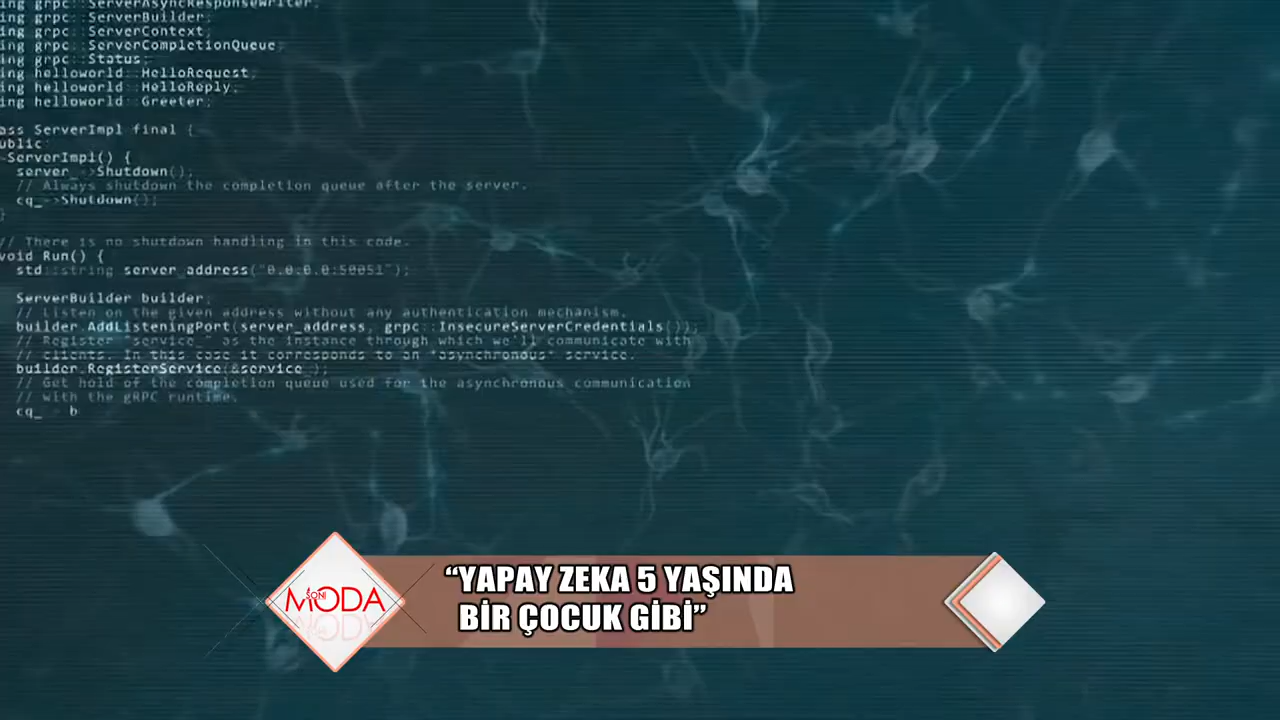 ing grpc::ServerAsyncResponseWriter;
ing grpc::ServerBuilder;
ing grpc::ServerContext;
ing grpc::ServerCompletionQueue;
ing grpc::Status;
ing helloworld::HelloRequest;
ing helloworld::HelloReply;
ing helloworld::Greeter;
ass ServerImpl final {
ublic:
~ServerImpl() {
server_->Shutdown();
// Always shutdown the completion queue after the server.
cq_->Shutdown();
}
// There is no shutdown handling in this code.
void Run() {
std::string server_address("0.0.0.0:50051");
ServerBuilder builder;
// Listen on the given address without any authentication mechanism.
builder.AddListeningPort(server_address, grpc::InsecureServerCredentials());
// Register "service_" as the instance through which we'll communicate with
// clients. In this case it corresponds to an *asynchronous* service.
builder.RegisterService(&service_);
// Get hold of the completion queue used for the asynchronous communication
// with the gRPC runtime.
cq_ = b
SON!
MODA
“YAPAY ZEKA 5 YAŞINDA
BİR ÇOCUK GİBİ”